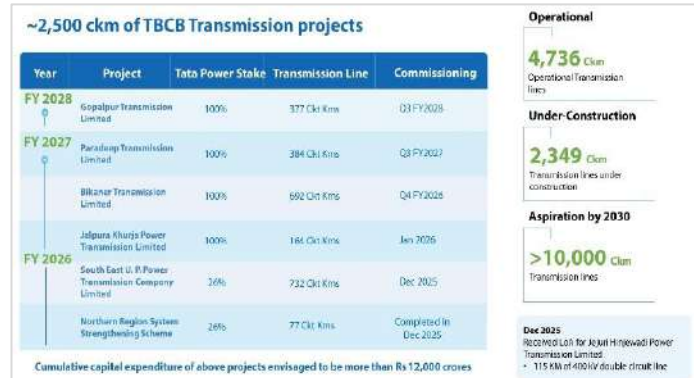 ~2,500 ckm of TBCB Transmission projects
Year Project Tata Power Stake Transmission Line Commissioning
FY 2028
Gopalpur Transmission
Limited
100% 377 Ckt Kms Q3 FY2028
FY 2027
Paradeep Transmission
Limited
100% 384 Ckt Kms Q3 FY2027
Bikaner Transmission
Limited
100% 692 Ckt Kms Q4 FY2026
Jalpura Khurja Power
Transmission Limited
100% 164 Ckt Kms Jan 2026
FY 2026
South East U. P. Power
Transmission Company
Limited
26% 732 Ckt Kms Dec 2025
Northern Region System
Strengthening Scheme
26% 77 Ckt Kms Completed in
Dec 2025
Cumulative capital expenditure of above projects envisaged to be more than Rs 12,000 crores
Operational
4,736 Ckm
Operational Transmission
lines
Under-Construction
2,349 Ckm
Transmission lines under
construction
Aspiration by 2030
>10,000 Ckm
Transmission lines
Dec 2025
Received LoA for Jejuri Hinjewadi Power
Transmission Limited
• 115 KM of 400 kV double circuit line